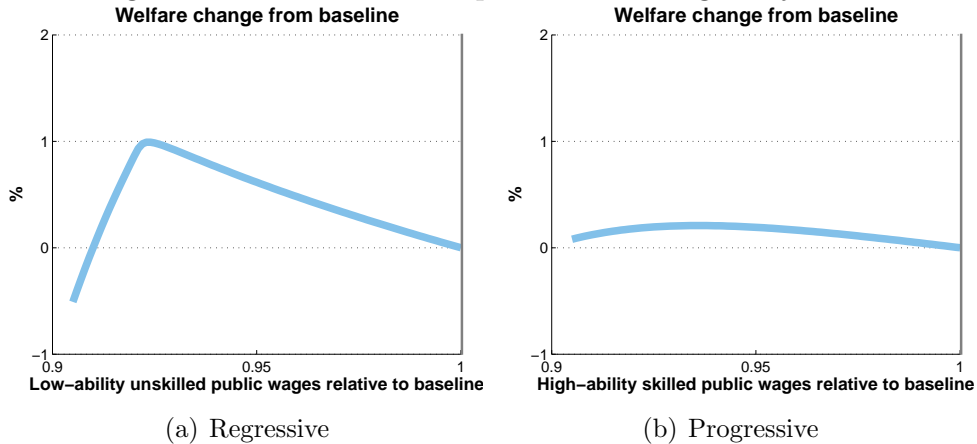 Welfare change from baseline
2
1
0
−1
%
0.9
0.95
1
Low−ability unskilled public wages relative to baseline
(a) Regressive
Welfare change from baseline
2
1
0
−1
%
0.9
0.95
1
High−ability skilled public wages relative to baseline
(b) Progressive